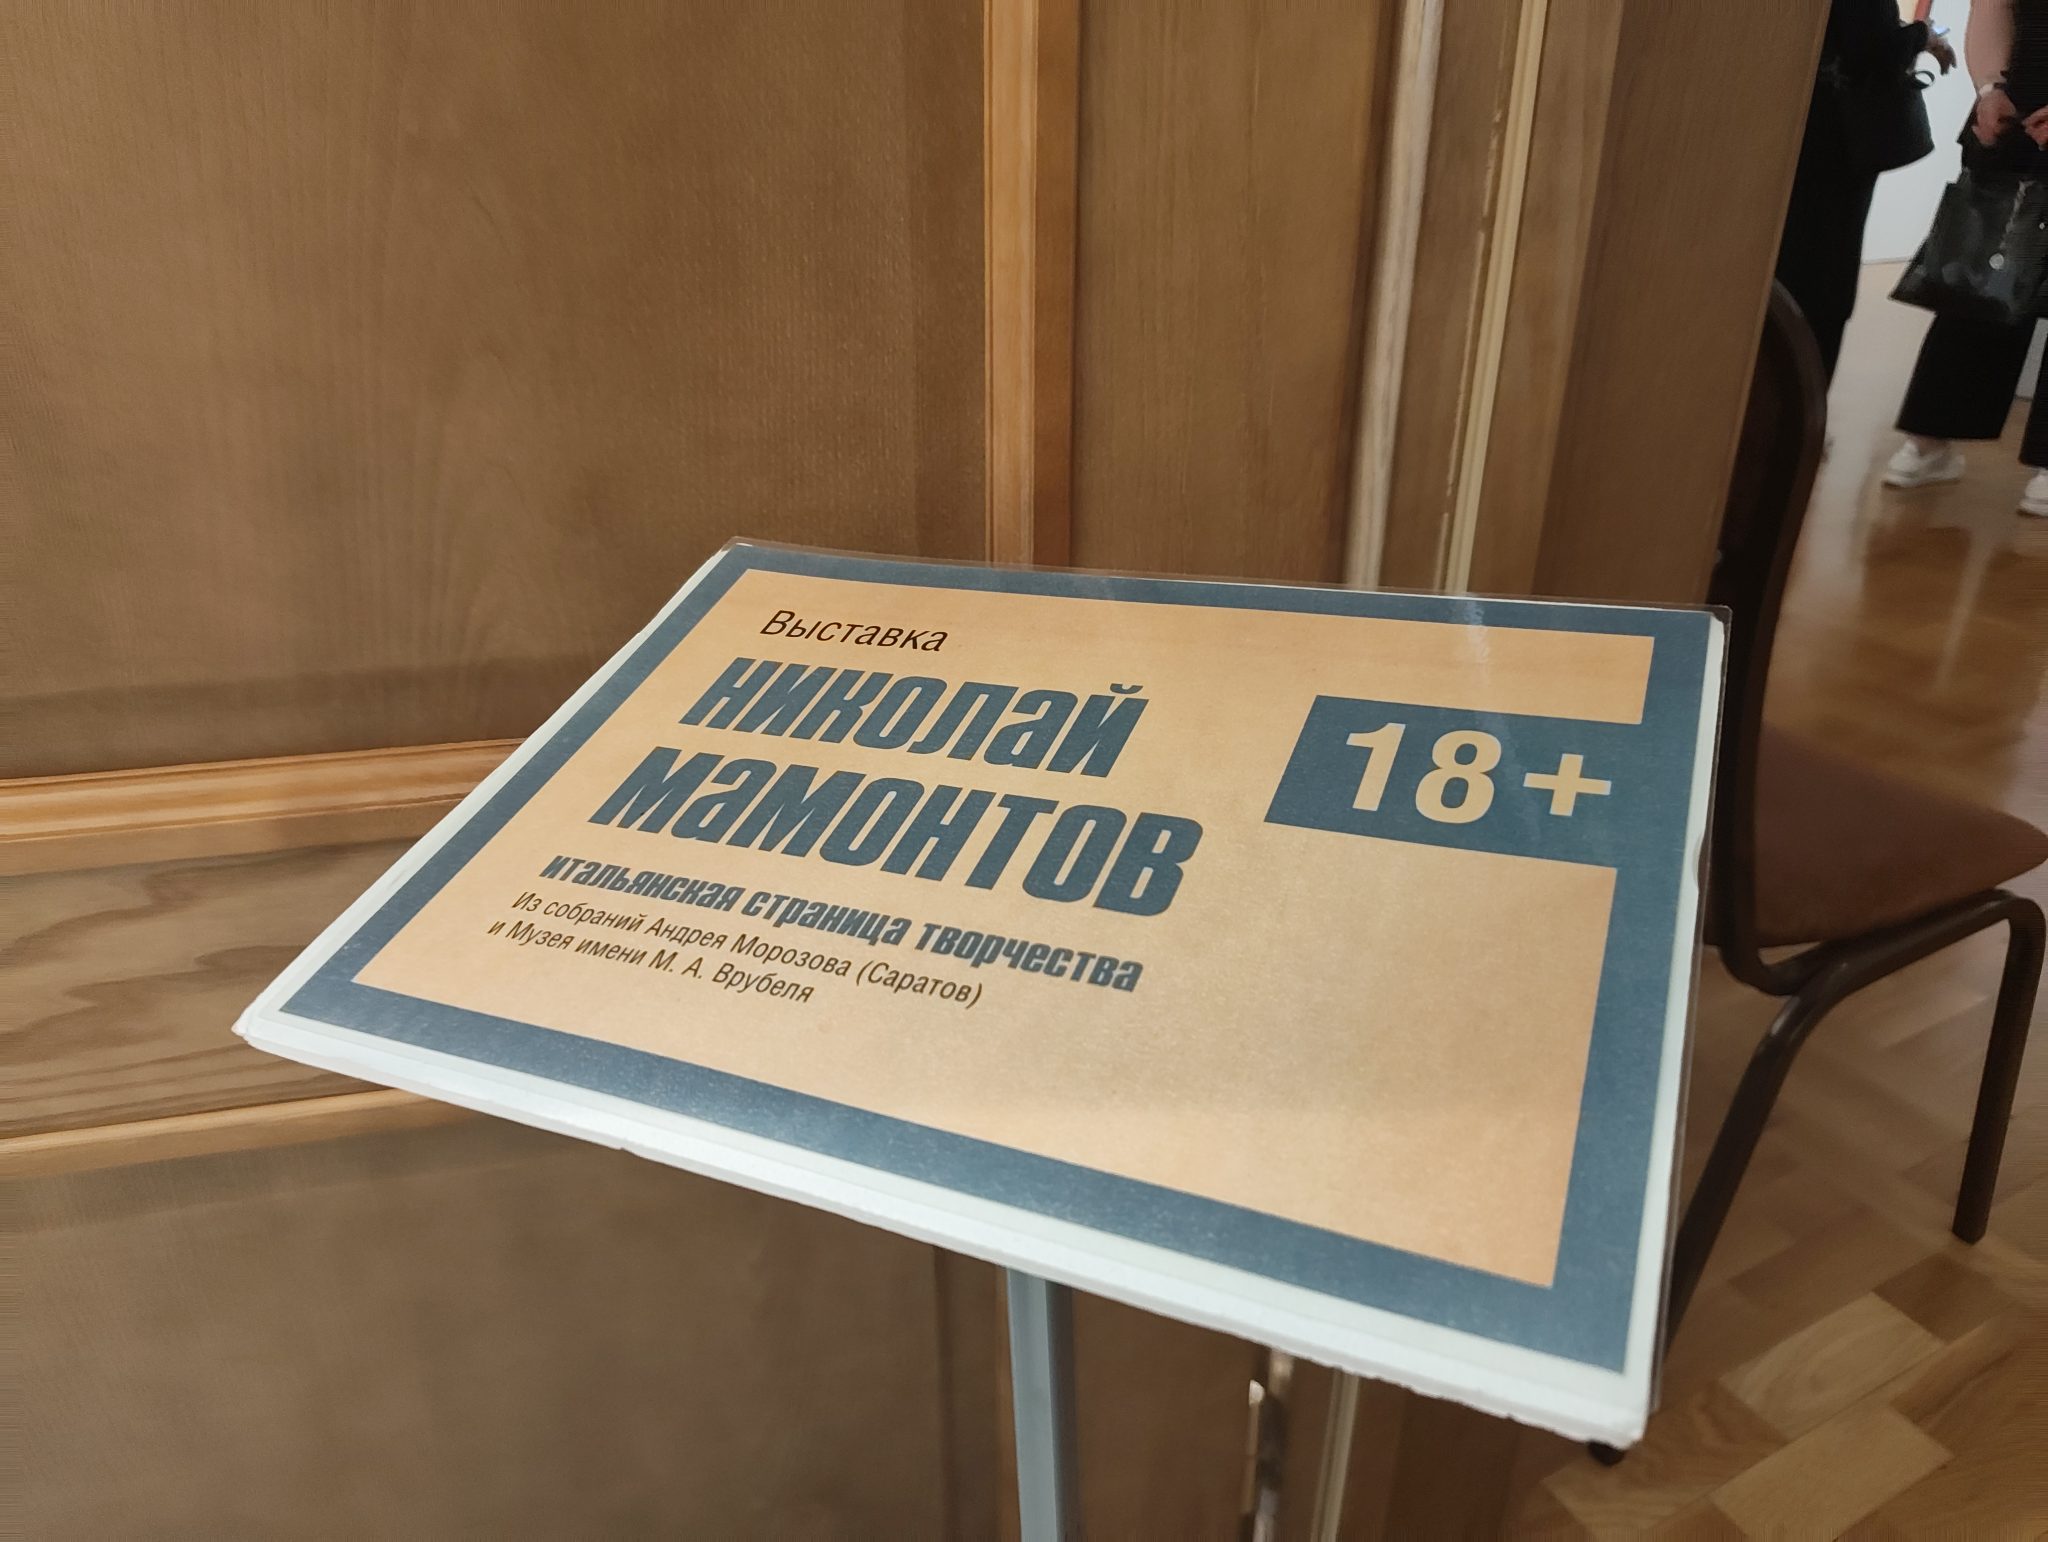 Выставка
николай
мамонтов
18+
итальянская страница творчества
Из собраний Андрея Морозова (Саратов)
и Музея имени М. А. Врубеля